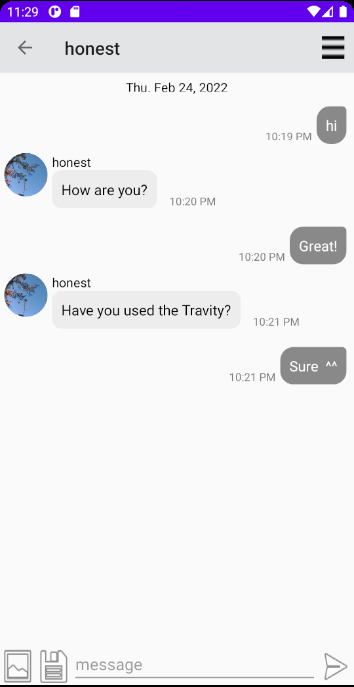 11:29
honest
Thu. Feb 24, 2022
hi
10:19 PM
honest
How are you?
10:20 PM
Great!
10:20 PM
honest
Have you used the Travity?
10:21 PM
Sure ^^
10:21 PM
message